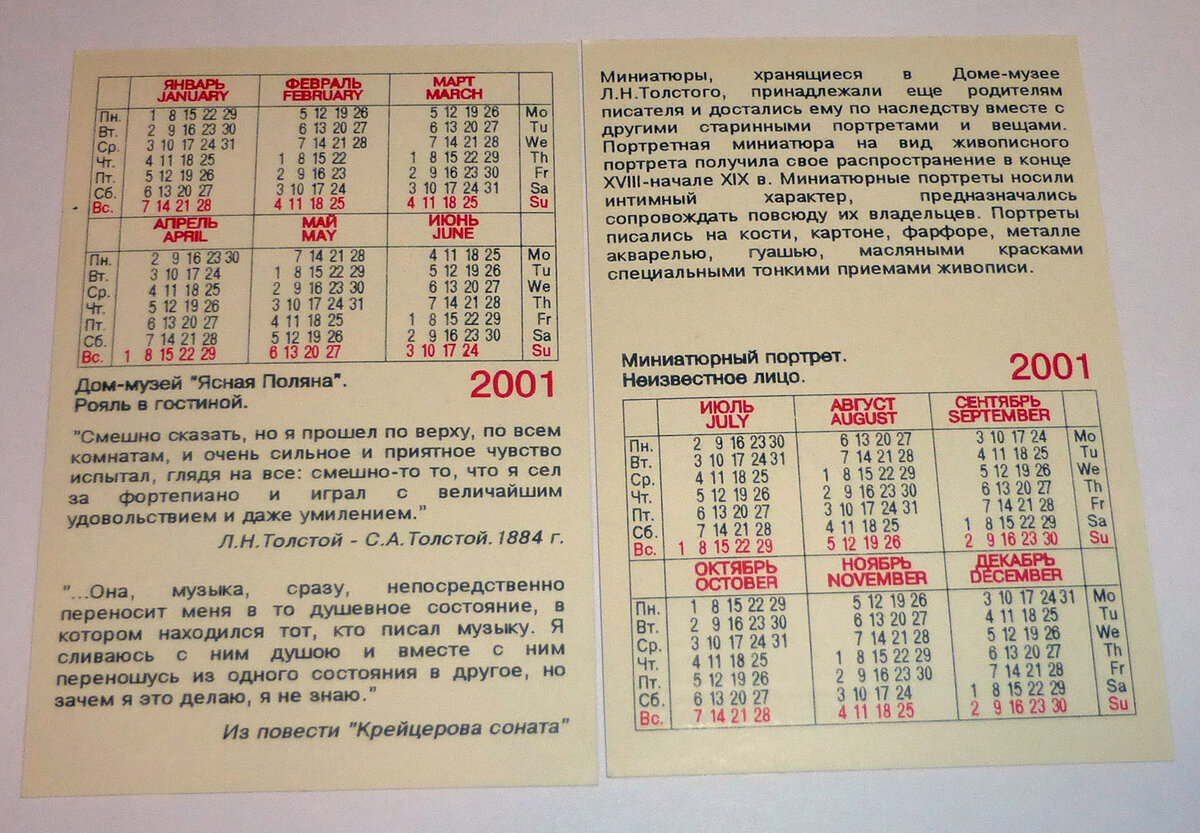 ЯНВАРЬ ФЕВРАЛЬ МАРТ
JANUARY FEBRUARY MARCH
Пн. 1 8 15 22 29 5 12 19 26 5 12 19 26 Mo
Вт. 2 9 16 23 30 6 13 20 27 6 13 20 27 Tu
Ср. 3 10 17 24 31 7 14 21 28 7 14 21 28 We
Чт. 4 11 18 25 1 8 15 22 1 8 15 22 29 Th
Пт. 5 12 19 26 2 9 16 23 2 9 16 23 30 Fr
Сб. 6 13 20 27 3 10 17 24 3 10 17 24 31 Sa
Вс. 7 14 21 28 4 11 18 25 4 11 18 25 Su
АПРЕЛЬ МАЙ ИЮНЬ
APRIL MAY JUNE
Пн. 2 9 16 23 30 7 14 21 28 4 11 18 25 Mo
Вт. 3 10 17 24 1 8 15 22 29 5 12 19 26 Tu
Ср. 4 11 18 25 2 9 16 23 30 6 13 20 27 We
Чт. 5 12 19 26 3 10 17 24 31 7 14 21 28 Th
Пт. 6 13 20 27 4 11 18 25 1 8 15 22 29 Fr
Сб. 7 14 21 28 5 12 19 26 2 9 16 23 30 Sa
Вс. 1 8 15 22 29 6 13 20 27 3 10 17 24 Su
Дом-музей "Ясная Поляна". 2001
Рояль в гостиной.
"Смешно сказать, но я прошел по верху, по всем
комнатам, и очень сильное и приятное чувство
испытал, глядя на все: смешно-то то, что я сел
за фортепиано и играл с величайшим
удовольствием и даже умилением."
Л.Н.Толстой - С.А.Толстой. 1884 г.
"...Она, музыка, сразу, непосредственно
переносит меня в то душевное состояние, в
котором находился тот, кто писал музыку. Я
сливаюсь с ним душою и вместе с ним
переношусь из одного состояния в другое, но
зачем я это делаю, я не знаю."
Из повести "Крейцерова соната"
Миниатюры, хранящиеся в Доме-музее
Л.Н.Толстого, принадлежали еще родителям
писателя и достались ему по наследству вместе с
другими старинными портретами и вещами.
Портретная миниатюра на вид живописного
портрета получила свое распространение в конце
XVIII-начале XIX в. Миниатюрные портреты носили
интимный характер, предназначались
сопровождать повсюду их владельцев. Портреты
писались на кости, картоне, фарфоре, металле
акварелью, гуашью, масляными красками
специальными тонкими приемами живописи.
Миниатюрный портрет. 2001
Неизвестное лицо.
ИЮЛЬ АВГУСТ СЕНТЯБРЬ
JULY AUGUST SEPTEMBER
Пн. 2 9 16 23 30 6 13 20 27 3 10 17 24 Mo
Вт. 3 10 17 24 31 7 14 21 28 4 11 18 25 Tu
Ср. 4 11 18 25 1 8 15 22 29 5 12 19 26 We
Чт. 5 12 19 26 2 9 16 23 30 6 13 20 27 Th
Пт. 6 13 20 27 3 10 17 24 31 7 14 21 28 Fr
Сб. 7 14 21 28 4 11 18 25 1 8 15 22 29 Sa
Вс. 1 8 15 22 29 5 12 19 26 2 9 16 23 30 Su
ОКТЯБРЬ НОЯБРЬ ДЕКАБРЬ
OCTOBER NOVEMBER DECEMBER
Пн. 1 8 15 22 29 5 12 19 26 3 10 17 24 31 Mo
Вт. 2 9 16 23 30 6 13 20 27 4 11 18 25 Tu
Ср. 3 10 17 24 31 7 14 21 28 5 12 19 26 We
Чт. 4 11 18 25 1 8 15 22 29 6 13 20 27 Th
Пт. 5 12 19 26 2 9 16 23 30 7 14 21 28 Fr
Сб. 6 13 20 27 3 10 17 24 1 8 15 22 29 Sa
Вс. 7 14 21 28 4 11 18 25 2 9 16 23 30 Su